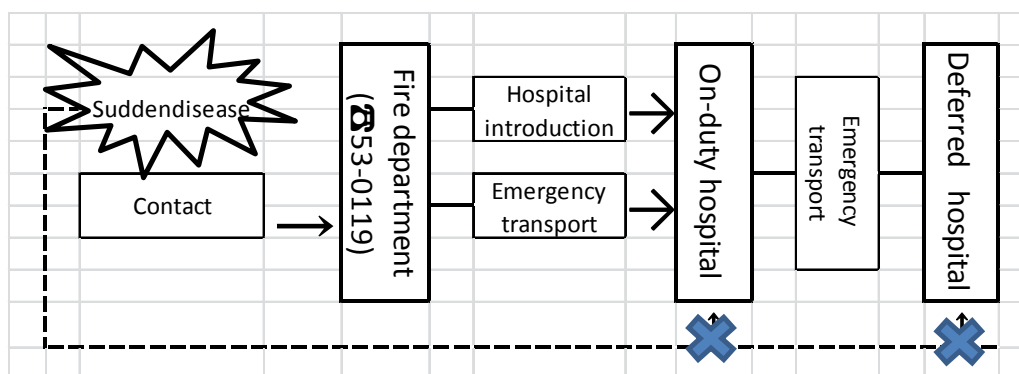 Suddendisease
Contact
Fire department
(☎53-0119)
Hospital
introduction
Emergency
transport
On-duty hospital
Emergency
transport
Deferred hospital